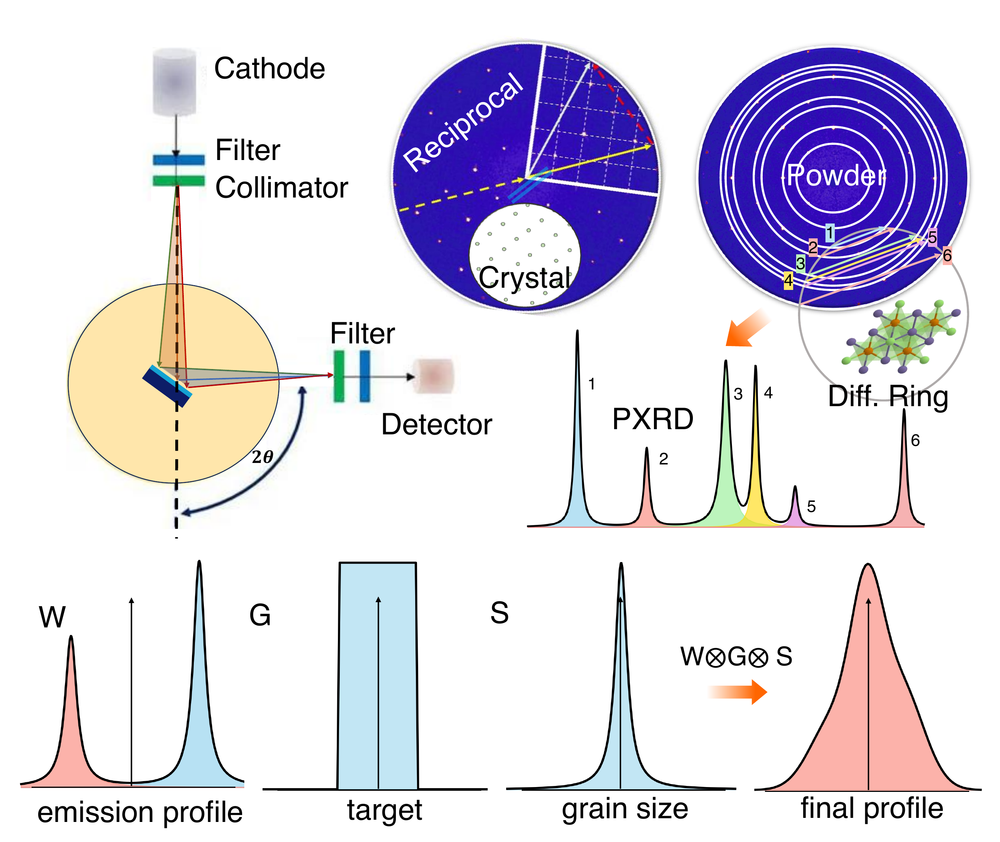 Cathode
Filter
Collimator
Filter
Detector
2θ
Reciprocal
Crystal
Powder
1
2
3
4
5
6
Diff. Ring
PXRD
1
2
3
4
5
6
W
G
S
W⊗G⊗ S
emission profile
target
grain size
final profile